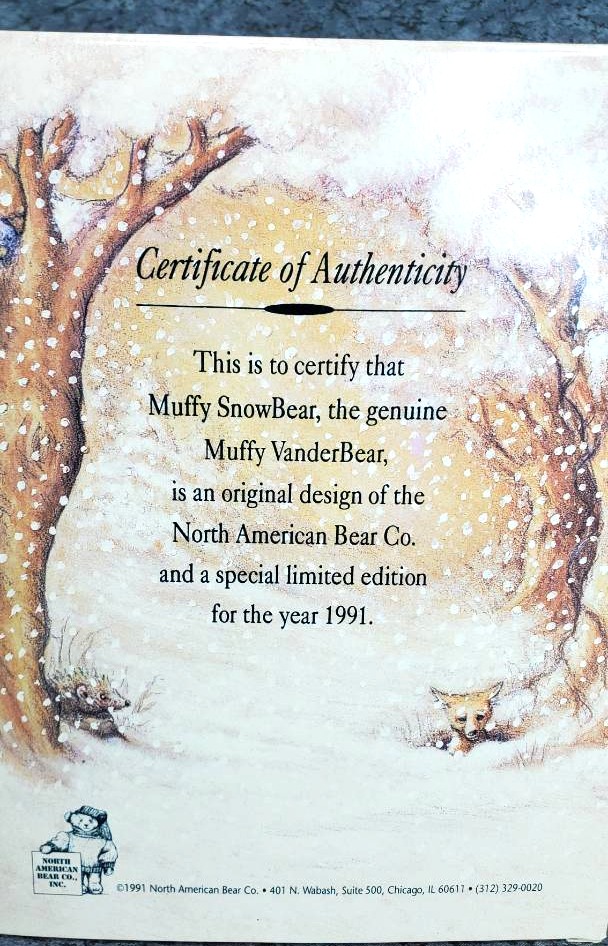 Certificate of Authenticity
This is to certify that
Muffy SnowBear, the genuine
Muffy VanderBear,
is an original design of the
North American Bear Co.
and a special limited edition
for the year 1991.
NORTH
AMERICAN
BEAR CO.,
INC.
©1991 North American Bear Co. • 401 N. Wabash, Suite 500, Chicago, IL 60611 • (312) 329-0020